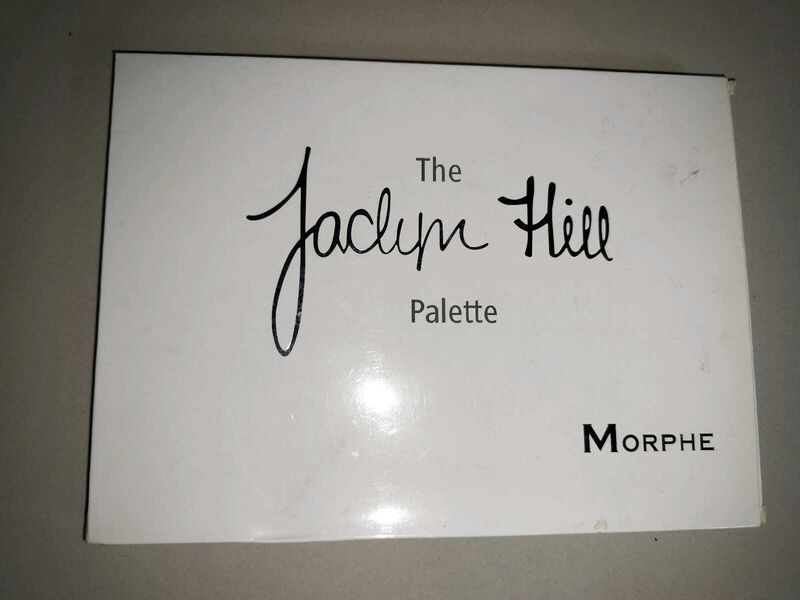 The
Jaclyn Hill
Palette
MORPHE